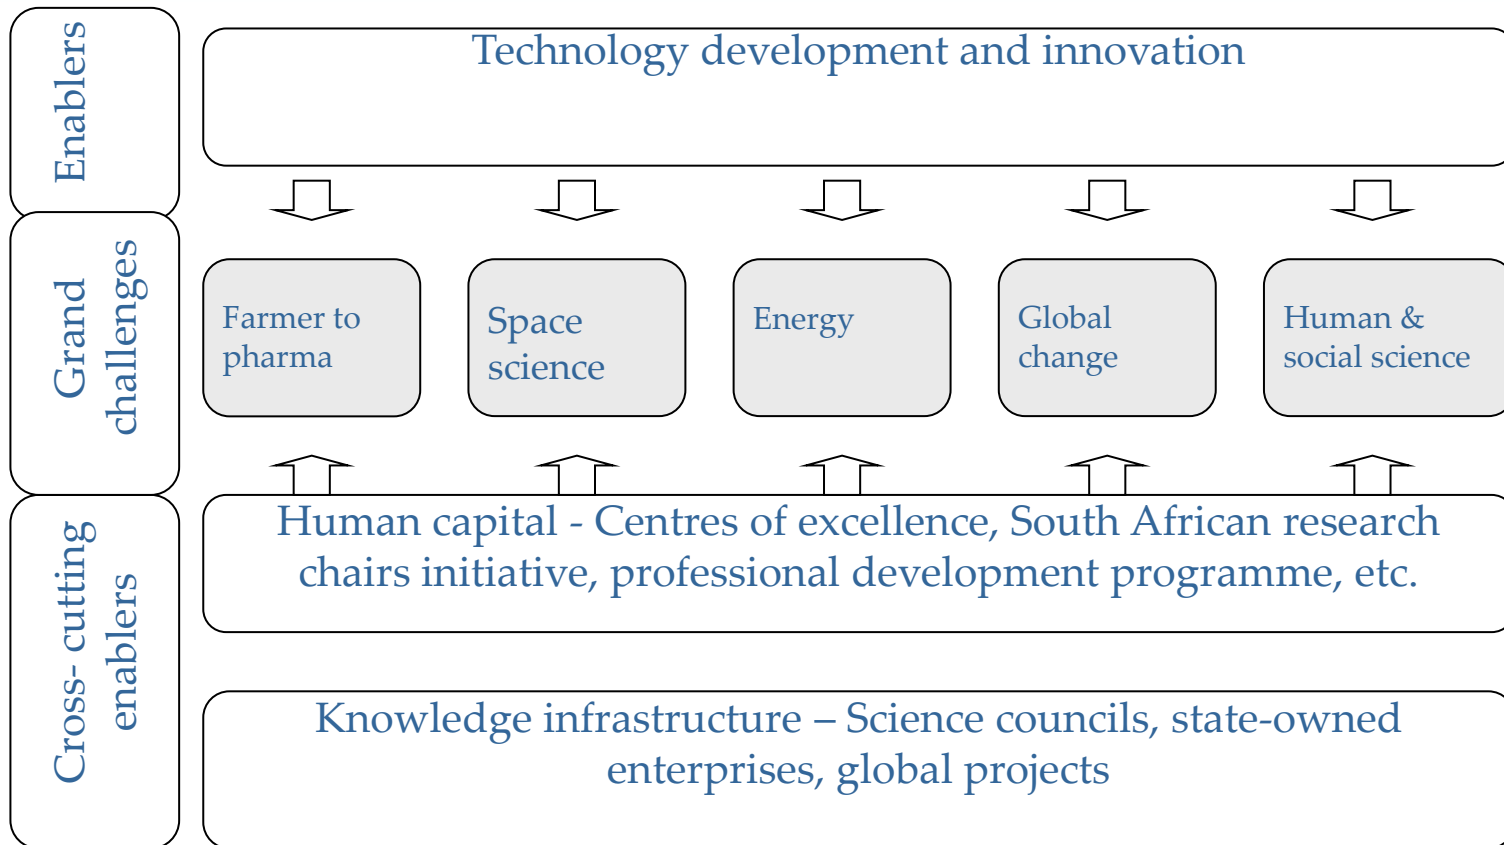 Enablers
Technology development and innovation
Grand
challenges
Farmer to
pharma
Space
science
Energy
Global
change
Human &
social science
Cross- cutting
enablers
Human capital - Centres of excellence, South African research
chairs initiative, professional development programme, etc.
Knowledge infrastructure – Science councils, state-owned
enterprises, global projects